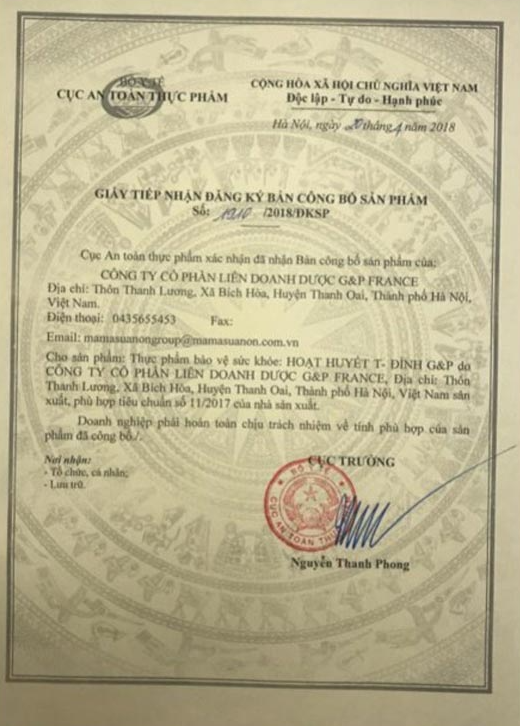 BỘ Y TẾ
CỤC AN TOÀN THỰC PHẨM
CỘNG HÒA XÃ HỘI CHỦ NGHĨA VIỆT NAM
Độc lập - Tự do - Hạnh phúc
Hà Nội, ngày 20 tháng 4 năm 2018
GIẤY TIẾP NHẬN ĐĂNG KÝ BẢN CÔNG BỐ SẢN PHẨM
Số: /2018/ĐKSP
Cục An toàn thực phẩm xác nhận đã nhận Bản công bố sản phẩm của:
CÔNG TY CỔ PHẦN LIÊN DOANH DƯỢC G&P FRANCE
Địa chỉ: Thôn Thanh Lương, Xã Bích Hòa, Huyện Thanh Oai, Thành phố Hà Nội,
Việt Nam.
Điện thoại: 0435655453 Fax:
Email: mamasuanongroup@mamasuanon.com.vn
Cho sản phẩm: Thực phẩm bảo vệ sức khỏe: HOẠT HUYẾT T- ĐÌNH G&P do
CÔNG TY CỔ PHẦN LIÊN DOANH DƯỢC G&P FRANCE, Địa chỉ: Thôn
Thanh Lương, Xã Bích Hòa, Huyện Thanh Oai, Thành phố Hà Nội, Việt Nam sản
xuất, phù hợp tiêu chuẩn số 11/2017 của nhà sản xuất.
Doanh nghiệp phải hoàn toàn chịu trách nhiệm về tính phù hợp của sản
phẩm đã công bố./.
Nơi nhận:
- Tổ chức, cá nhân;
- Lưu trữ.
CỤC TRƯỞNG
BỘ Y TẾ
CỤC AN TOÀN
Nguyễn Thanh Phong